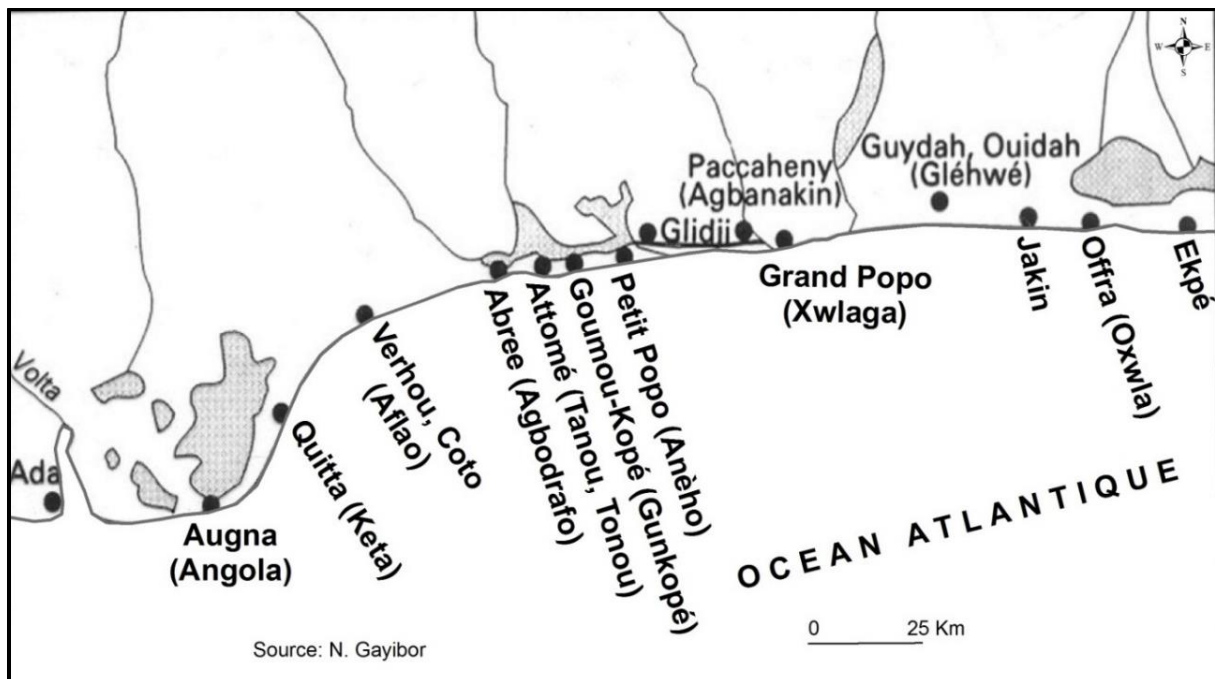 N
W E
S
Volta
Ada
Augna
(Angola)
Quitta (Keta)
Verhou, Coto
(Aflao)
Abree (Agbodrafo)
Attomé (Tanou, Tonou)
Goumou-Kopé (Gunkopé)
Petit Popo (Anèho)
Glidji
Paccaheny
(Agbanakin)
Grand Popo
(Xwlaga)
Guydah, Ouidah
(Gléhwé)
Jakin
Offra (Oxwla)
Ekpé
OCEAN ATLANTIQUE
0 25 Km
Source: N. Gayibor